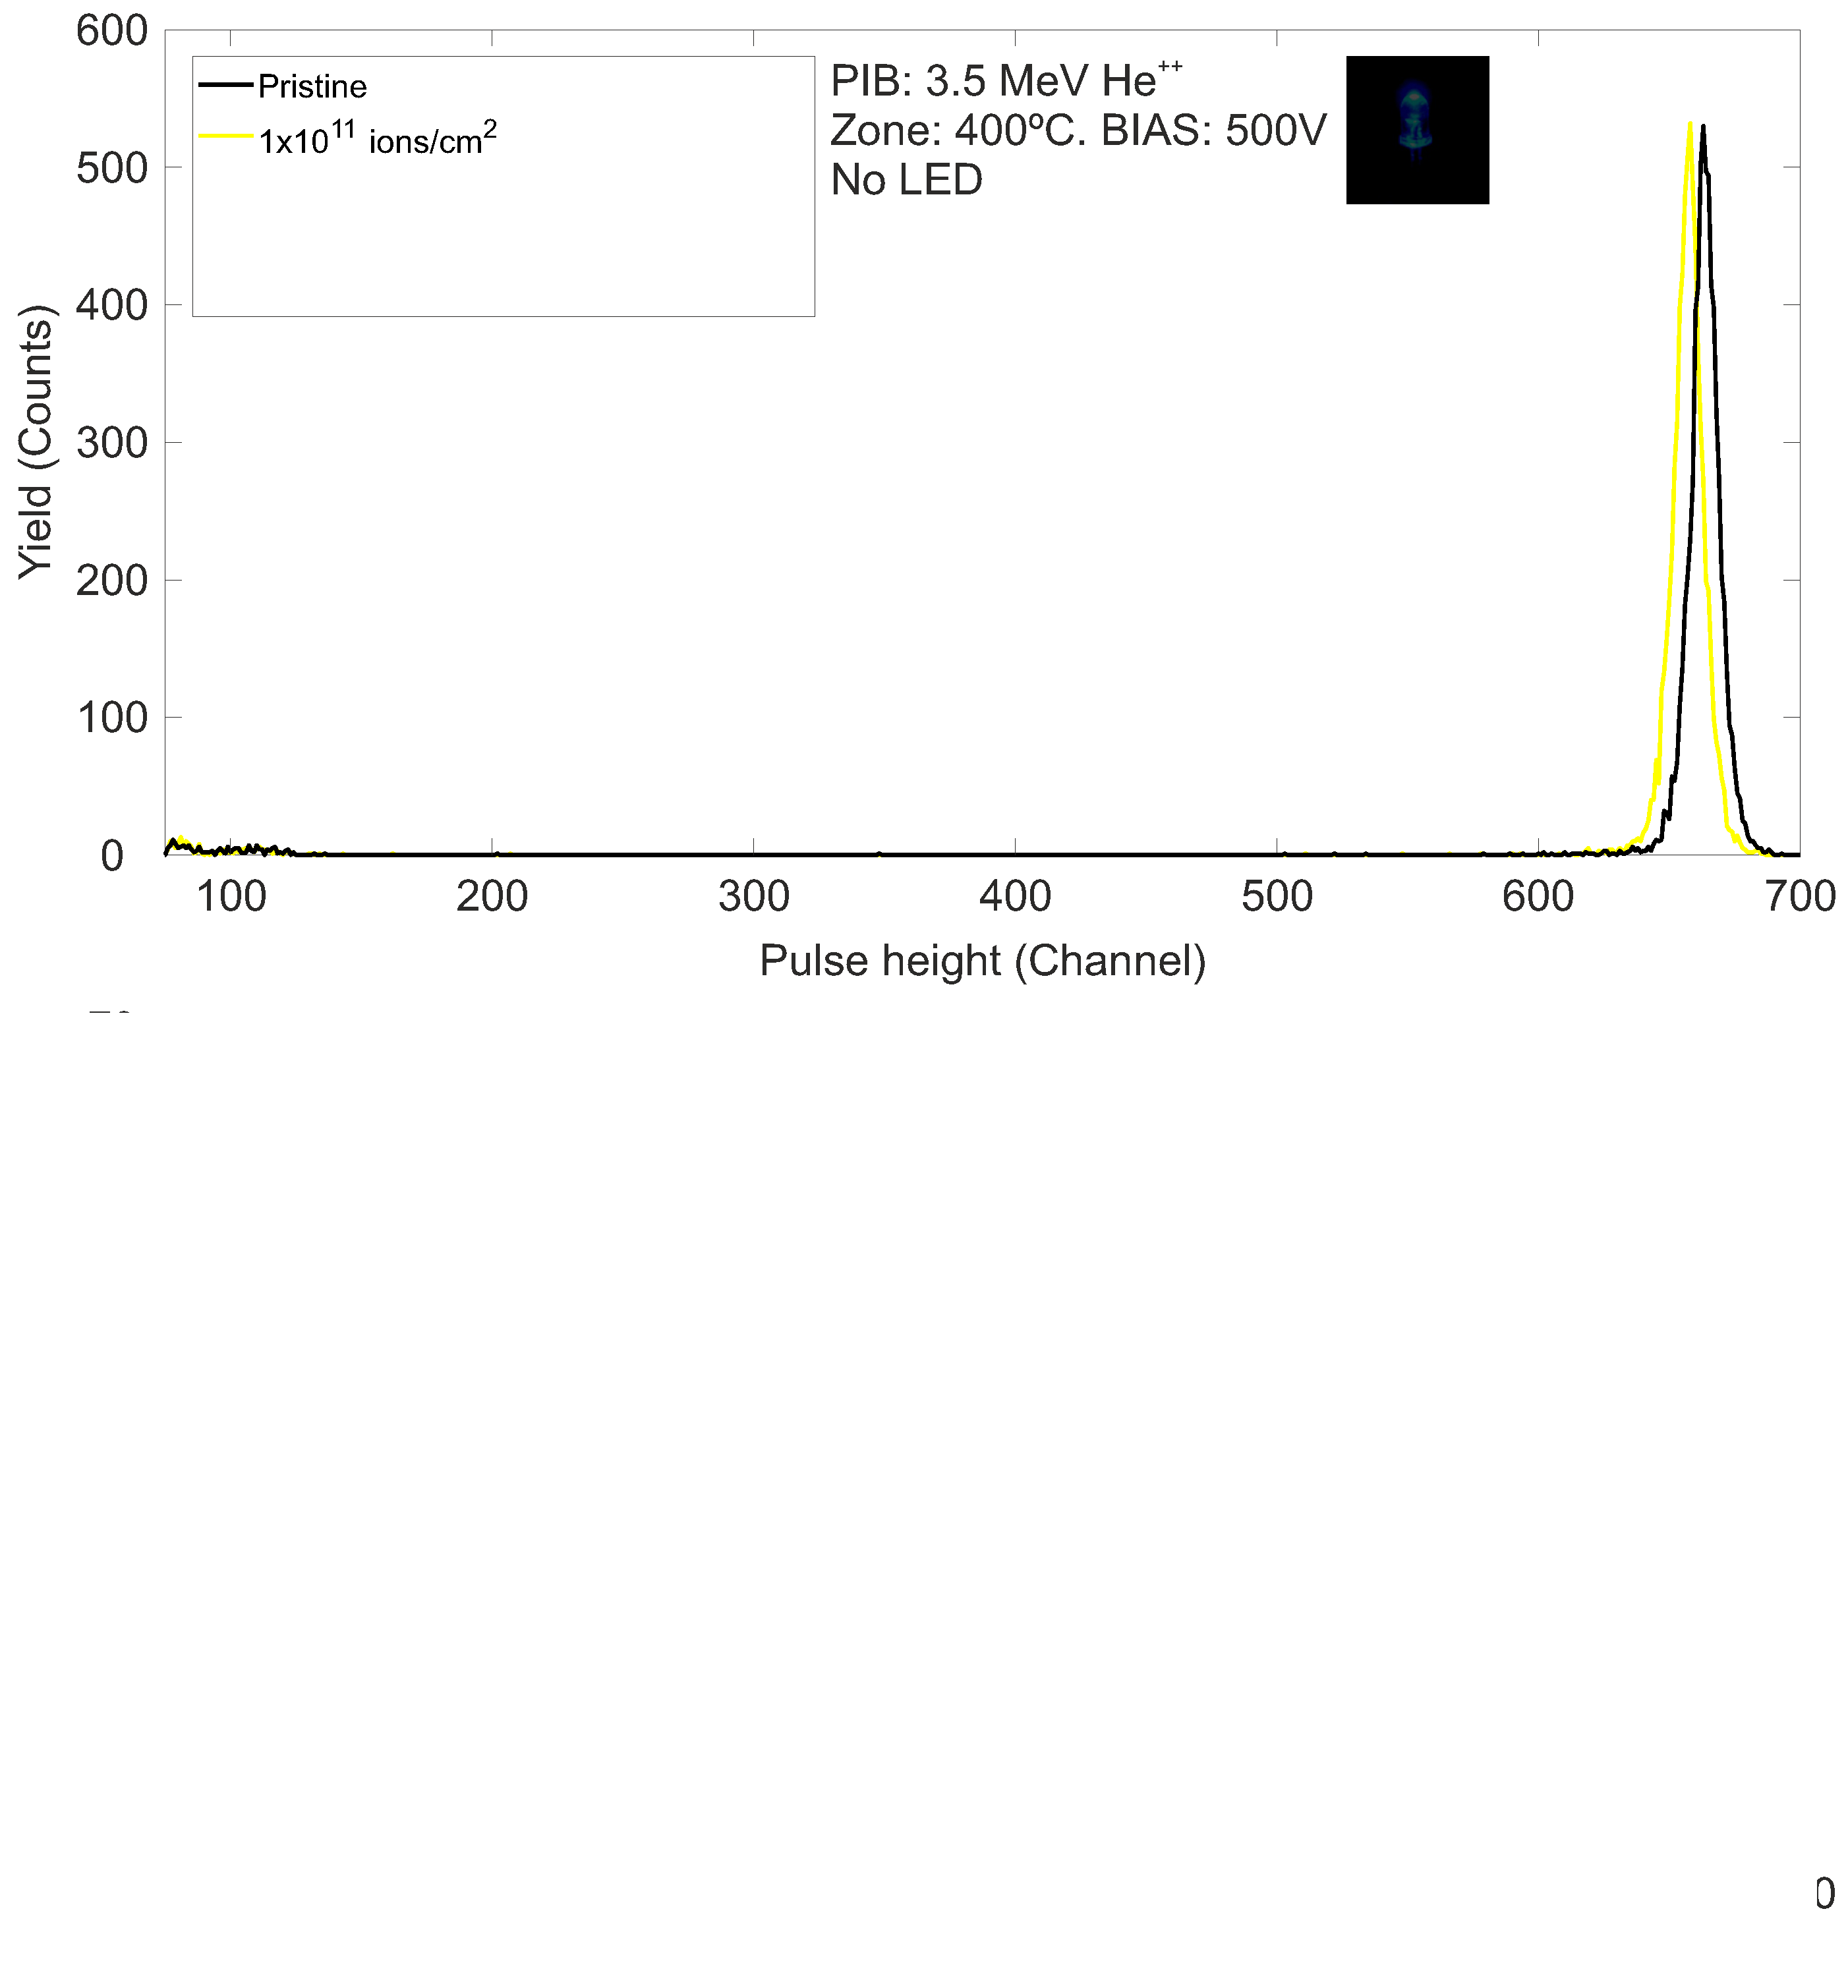 600
500
400
300
200
100
0
Yield (Counts)
Pristine
1x10¹¹ ions/cm²
PIB: 3.5 MeV He⁺⁺
Zone: 400ºC. BIAS: 500V
No LED
100 200 300 400 500 600 700
Pulse height (Channel)
0